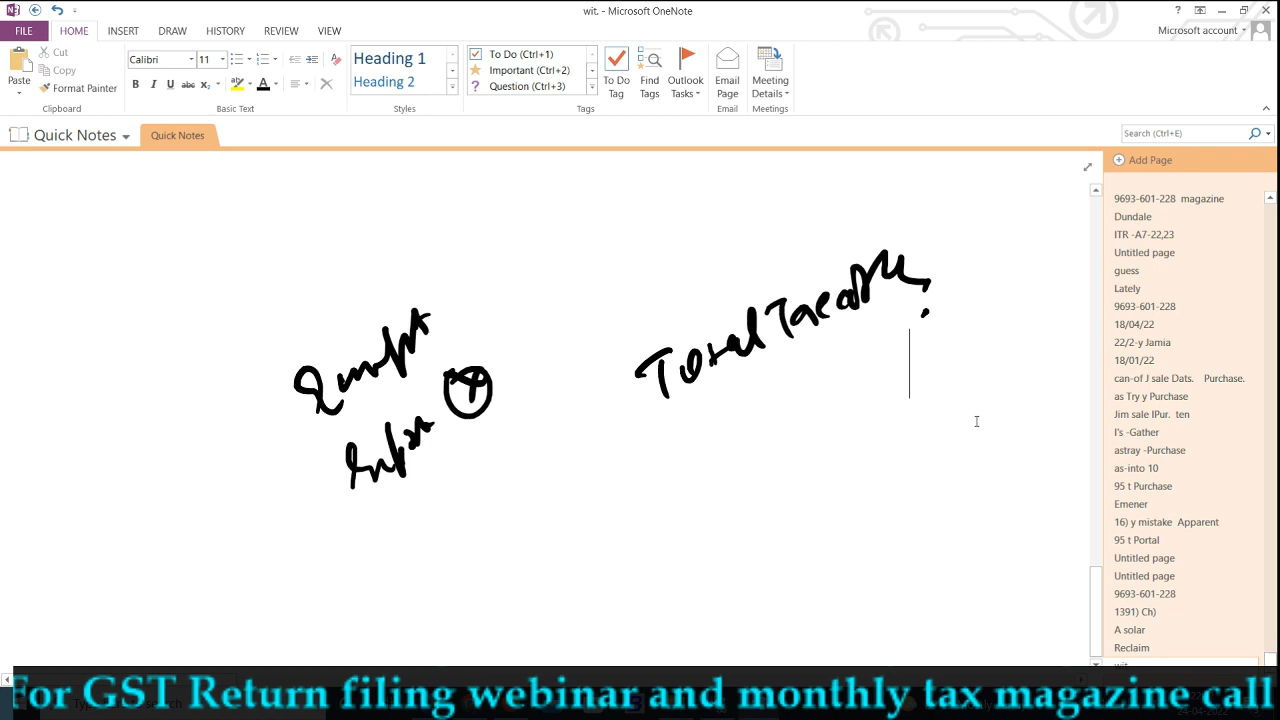 wit. - Microsoft OneNote
FILE HOME INSERT DRAW HISTORY REVIEW VIEW
Microsoft account
Paste
Cut
Copy
Format Painter
Clipboard
Calibri 11
B I U abc X₂
Basic Text
Heading 1
Heading 2
Styles
To Do (Ctrl+1)
Important (Ctrl+2)
Question (Ctrl+3)
To Do Tag
Find Tags
Tags
Outlook Tasks
Email Page
Email
Meeting Details
Meetings
Quick Notes
Quick Notes
Search (Ctrl+E)
Add Page
9693-601-228 magazine
Dundale
ITR -A7-22,23
Untitled page
guess
Lately
9693-601-228
18/04/22
22/2-y Jamia
18/01/22
can-of J sale Dats. Purchase.
as Try y Purchase
Jim sale IPur. ten
I's -Gather
astray -Purchase
as-into 10
95 t Purchase
Emener
16) y mistake Apparent
95 t Portal
Untitled page
Untitled page
9693-601-228
1391) Ch)
A solar
Reclaim
wit.
Total
For GST Return filing webinar and monthly tax magazine call
24-04-2022